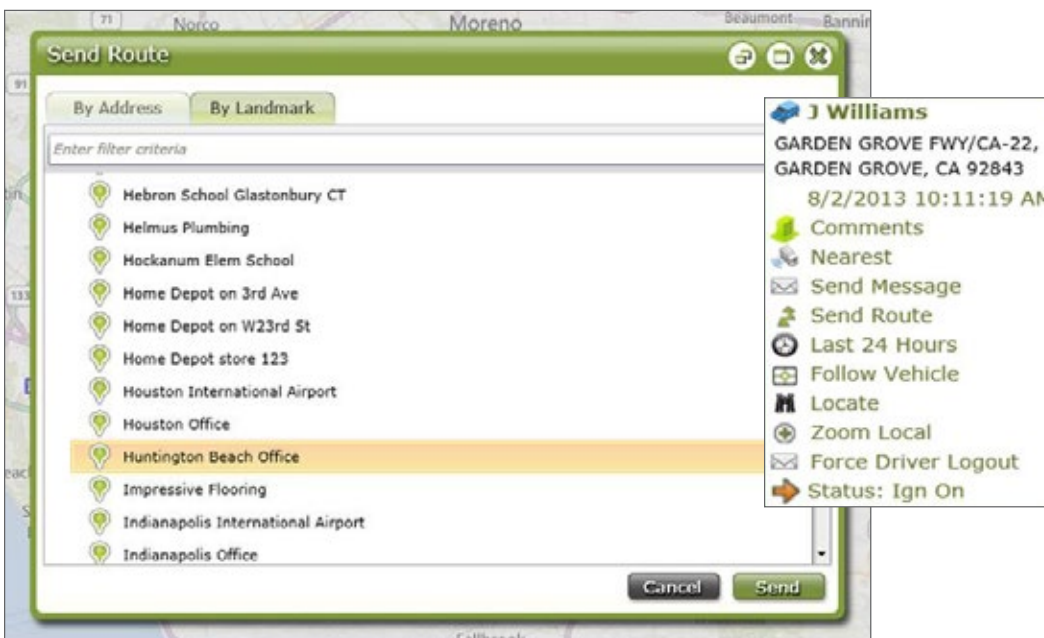 71
Norco
Moreno
Beaumont
Bannin
Send Route
91
By Address
By Landmark
Enter filter criteria
Hebron School Glastonbury CT
Helmus Plumbing
Hockanum Elem School
Home Depot on 3rd Ave
Home Depot on W23rd St
Home Depot store 123
Houston International Airport
Houston Office
Huntington Beach Office
Impressive Flooring
Indianapolis International Airport
Indianapolis Office
Cancel
Send
133
J Williams
GARDEN GROVE FWY/CA-22,
GARDEN GROVE, CA 92843
8/2/2013 10:11:19 AM
Comments
Nearest
Send Message
Send Route
Last 24 Hours
Follow Vehicle
Locate
Zoom Local
Force Driver Logout
Status: Ign On